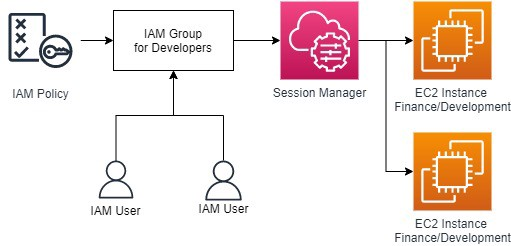 IAM Group
for Developers
IAM Policy
Session Manager
EC2 Instance
Finance/Development
IAM User
IAM User
EC2 Instance
Finance/Development